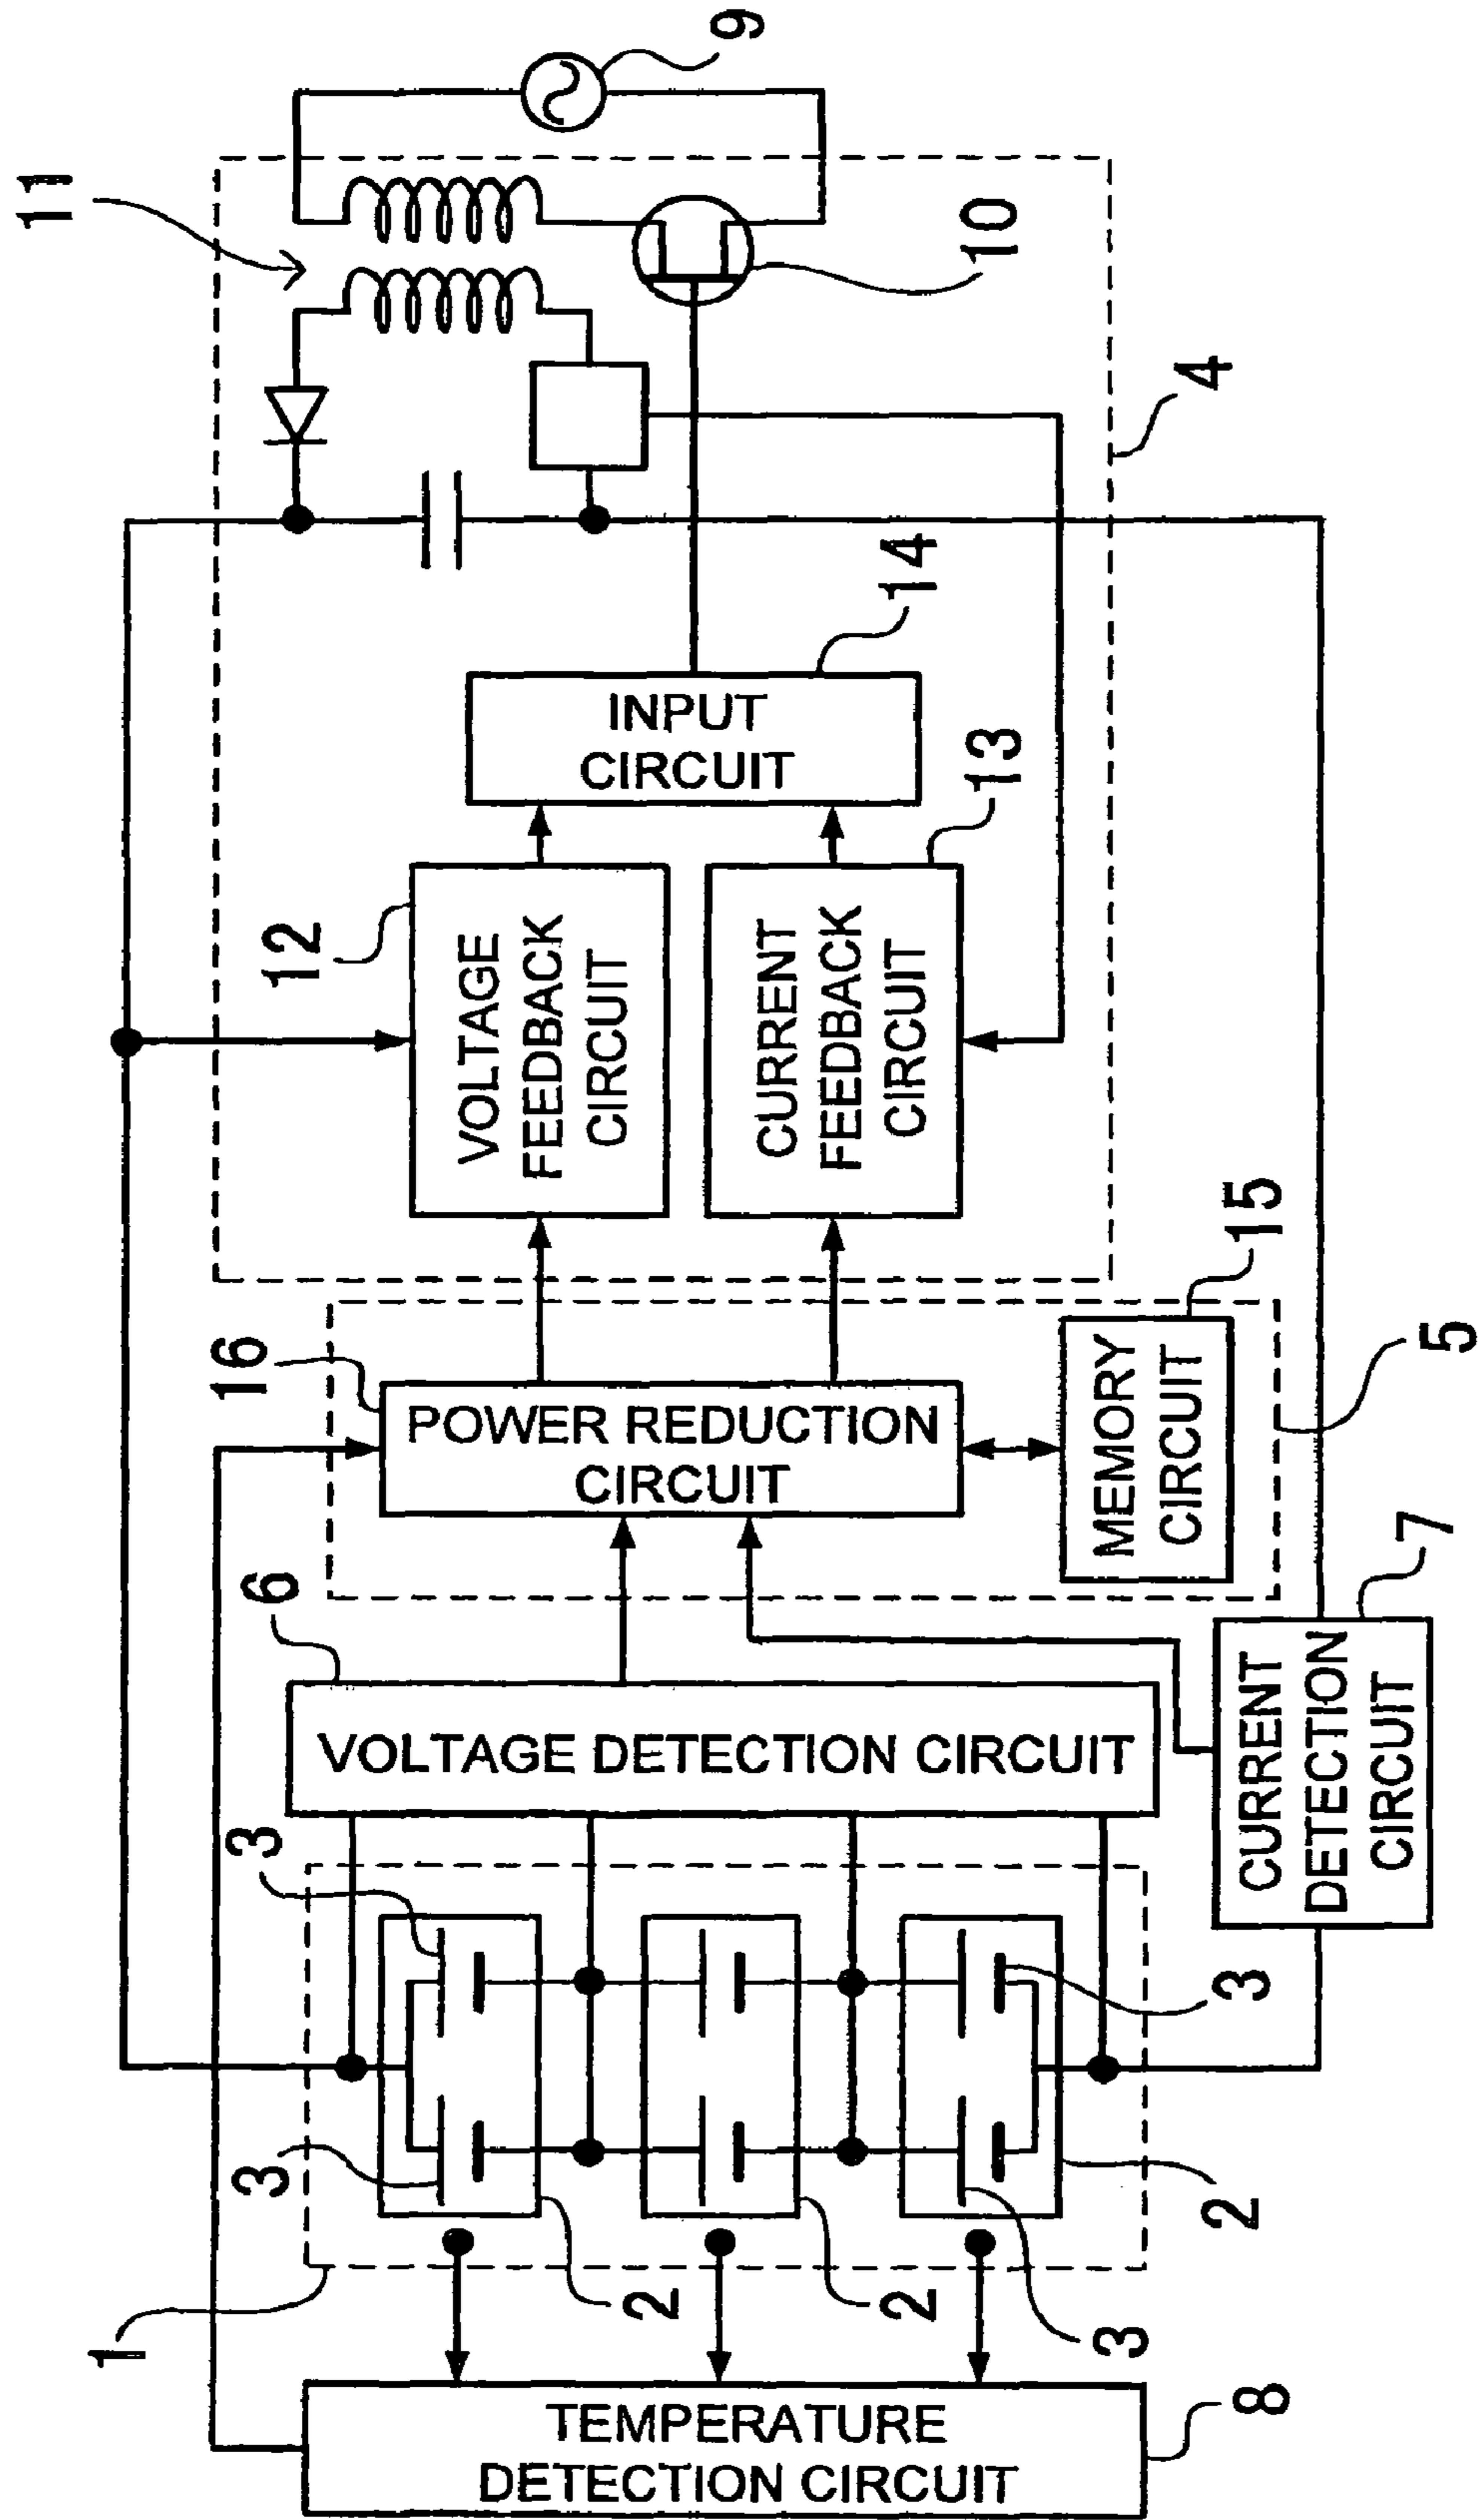 11
9
10
4
14
INPUT
CIRCUIT
13
12
VOLTAGE
FEEDBACK
CIRCUIT
CURRENT
FEEDBACK
CIRCUIT
16
POWER REDUCTION
CIRCUIT
15
MEMORY
CIRCUIT
5
6
VOLTAGE DETECTION CIRCUIT
7
CURRENT
DETECTION
CIRCUIT
3
3
3
3
2
2
2
1
TEMPERATURE
DETECTION CIRCUIT
8